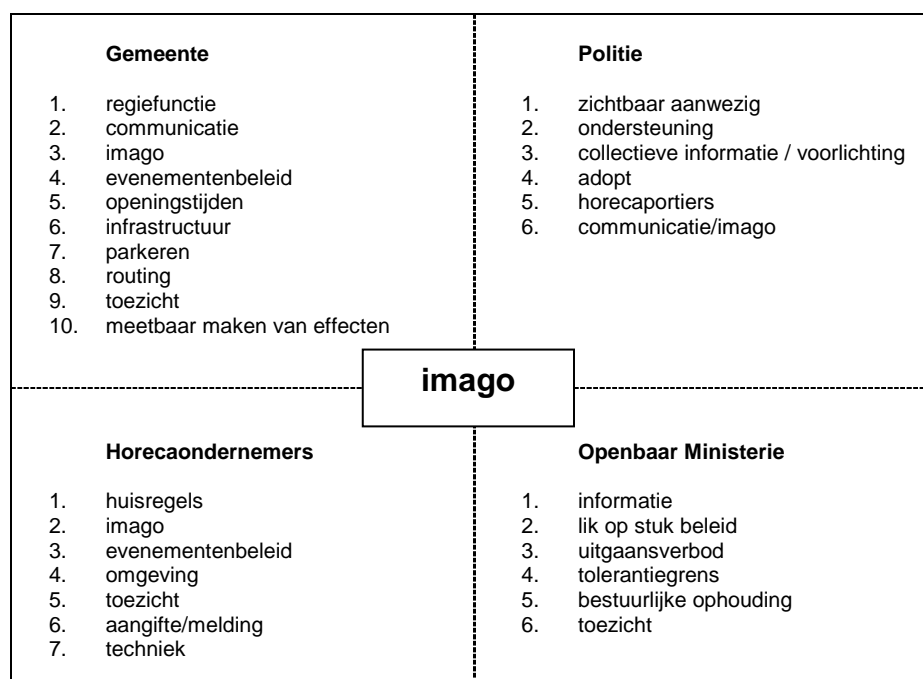 Gemeente
1. regiefunctie
2. communicatie
3. imago
4. evenementenbeleid
5. openingstijden
6. infrastructuur
7. parkeren
8. routing
9. toezicht
10. meetbaar maken van effecten
Politie
1. zichtbaar aanwezig
2. ondersteuning
3. collectieve informatie / voorlichting
4. adopt
5. horecaportiers
6. communicatie/imago
imago
Horecaondernemers
1. huisregels
2. imago
3. evenementenbeleid
4. omgeving
5. toezicht
6. aangifte/melding
7. techniek
Openbaar Ministerie
1. informatie
2. lik op stuk beleid
3. uitgaansverbod
4. tolerantiegrens
5. bestuurlijke ophouding
6. toezicht